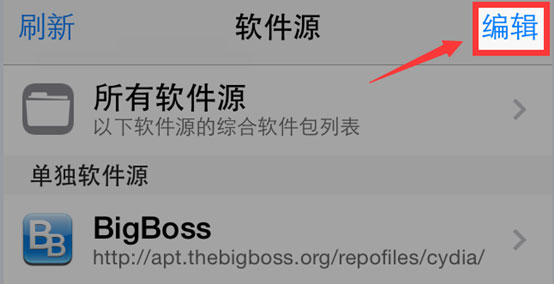 刷新 软件源 编辑
所有软件源
以下软件源的综合软件包列表
单独软件源
BB
BigBoss
http://apt.thebigboss.org/repofiles/cydia/